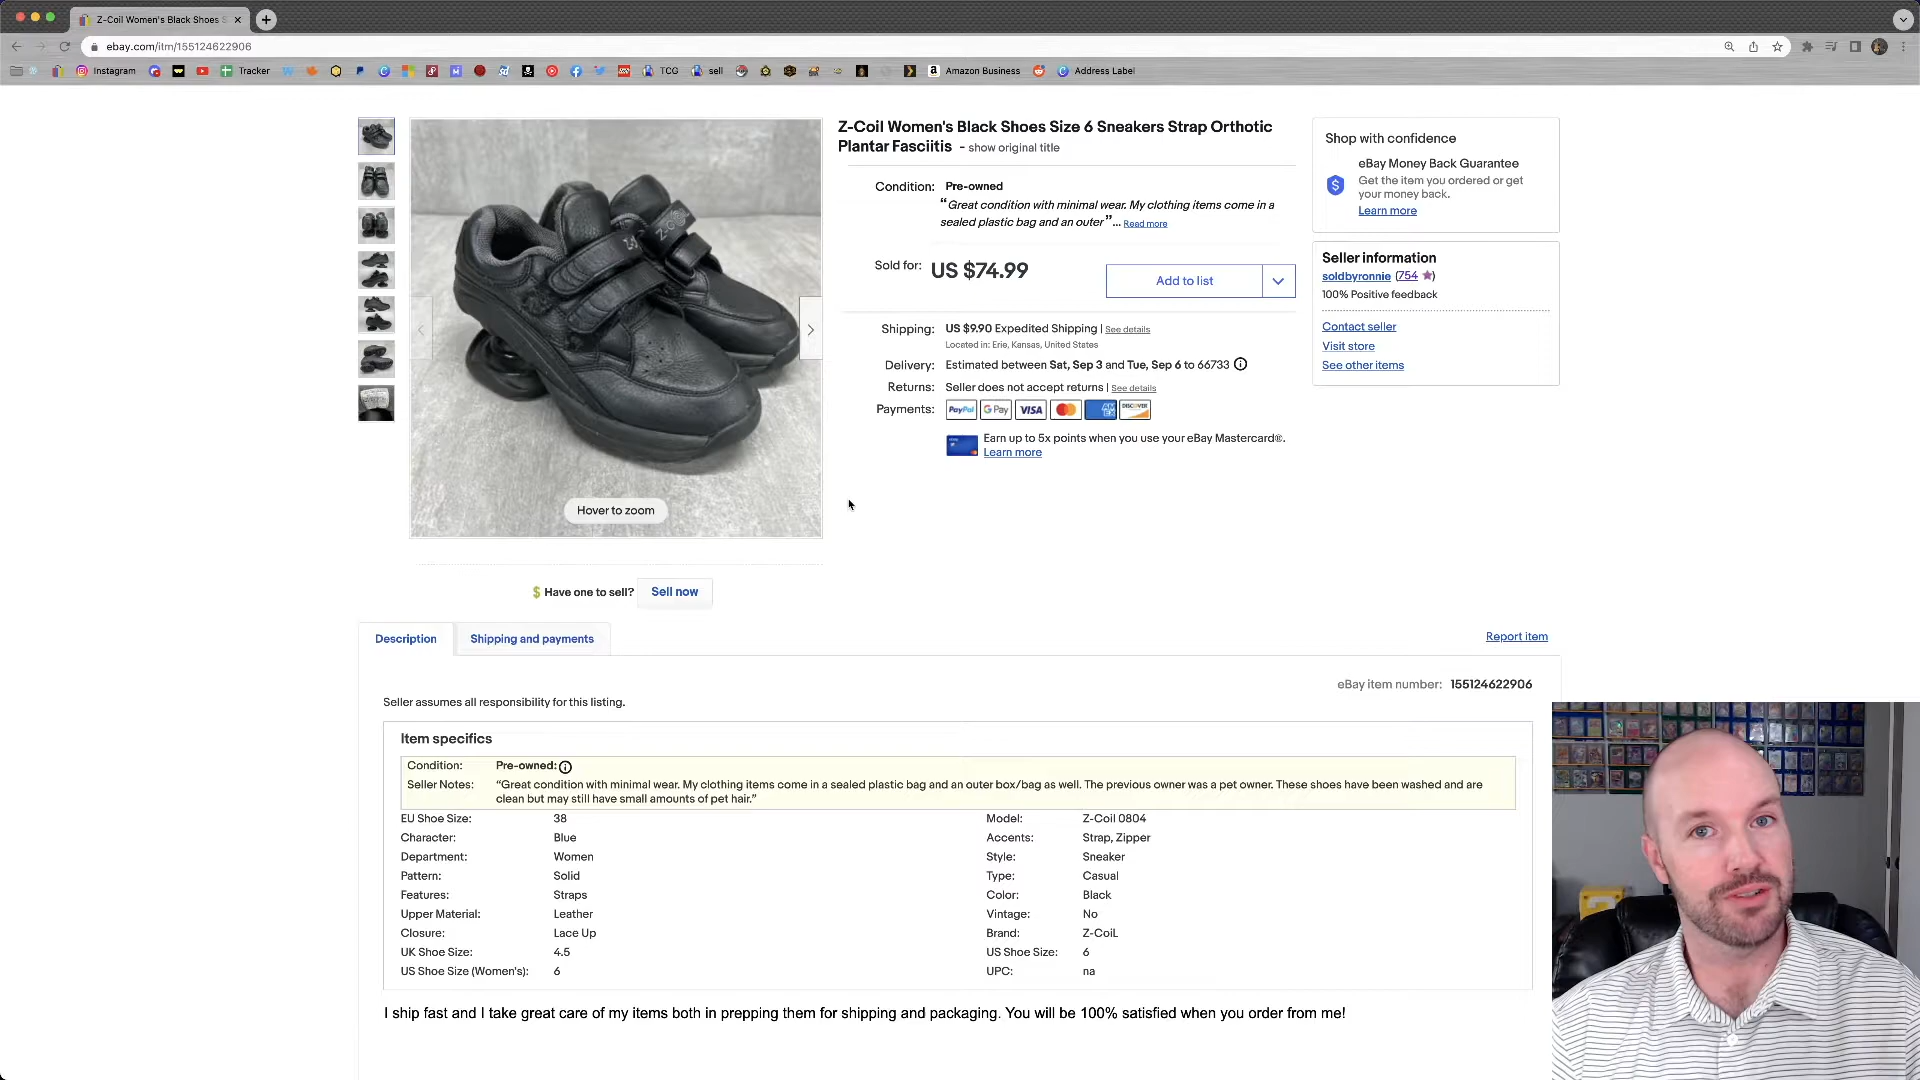 Z-Coil Women's Black Shoes S
ebay.com/itm/155124622906
Instagram
Tracker
TCG
sell
Amazon Business
Address Label
Z-Coil Women's Black Shoes Size 6 Sneakers Strap Orthotic
Plantar Fasciitis - show original title
Condition: Pre-owned
“Great condition with minimal wear. My clothing items come in a
sealed plastic bag and an outer”... Read more
Sold for: US $74.99
Add to list
Shipping: US $9.90 Expedited Shipping | See details
Located in: Erie, Kansas, United States
Delivery: Estimated between Sat, Sep 3 and Tue, Sep 6 to 66733
Returns: Seller does not accept returns | See details
Payments: PayPal G Pay VISA AMEX DISCOVER
Earn up to 5x points when you use your eBay Mastercard®.
Learn more
Shop with confidence
eBay Money Back Guarantee
Get the item you ordered or get
your money back.
Learn more
Seller information
soldbyronnie (754)
100% Positive feedback
Contact seller
Visit store
See other items
Z-COIL
Hover to zoom
$ Have one to sell? Sell now
Description
Shipping and payments
Report item
eBay item number: 155124622906
Seller assumes all responsibility for this listing.
Item specifics
Condition: Pre-owned:
Seller Notes: “Great condition with minimal wear. My clothing items come in a sealed plastic bag and an outer box/bag as well. The previous owner was a pet owner. These shoes have been washed and are
clean but may still have small amounts of pet hair.”
EU Shoe Size: 38 Model: Z-Coil 0804
Character: Blue Accents: Strap, Zipper
Department: Women Style: Sneaker
Pattern: Solid Type: Casual
Features: Straps Color: Black
Upper Material: Leather Vintage: No
Closure: Lace Up Brand: Z-CoiL
UK Shoe Size: 4.5 US Shoe Size: 6
US Shoe Size (Women's): 6 UPC: na
I ship fast and I take great care of my items both in prepping them for shipping and packaging. You will be 100% satisfied when you order from me!